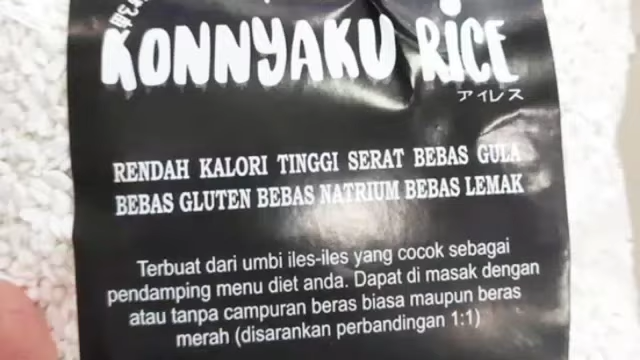 KONNYAKU RiCE
アイレス
RENDAH KALORI TINGGI SERAT BEBAS GULA
BEBAS GLUTEN BEBAS NATRIUM BEBAS LEMAK
Terbuat dari umbi iles-iles yang cocok sebagai
pendamping menu diet anda. Dapat di masak dengan
atau tanpa campuran beras biasa maupun beras
merah (disarankan perbandingan 1:1)